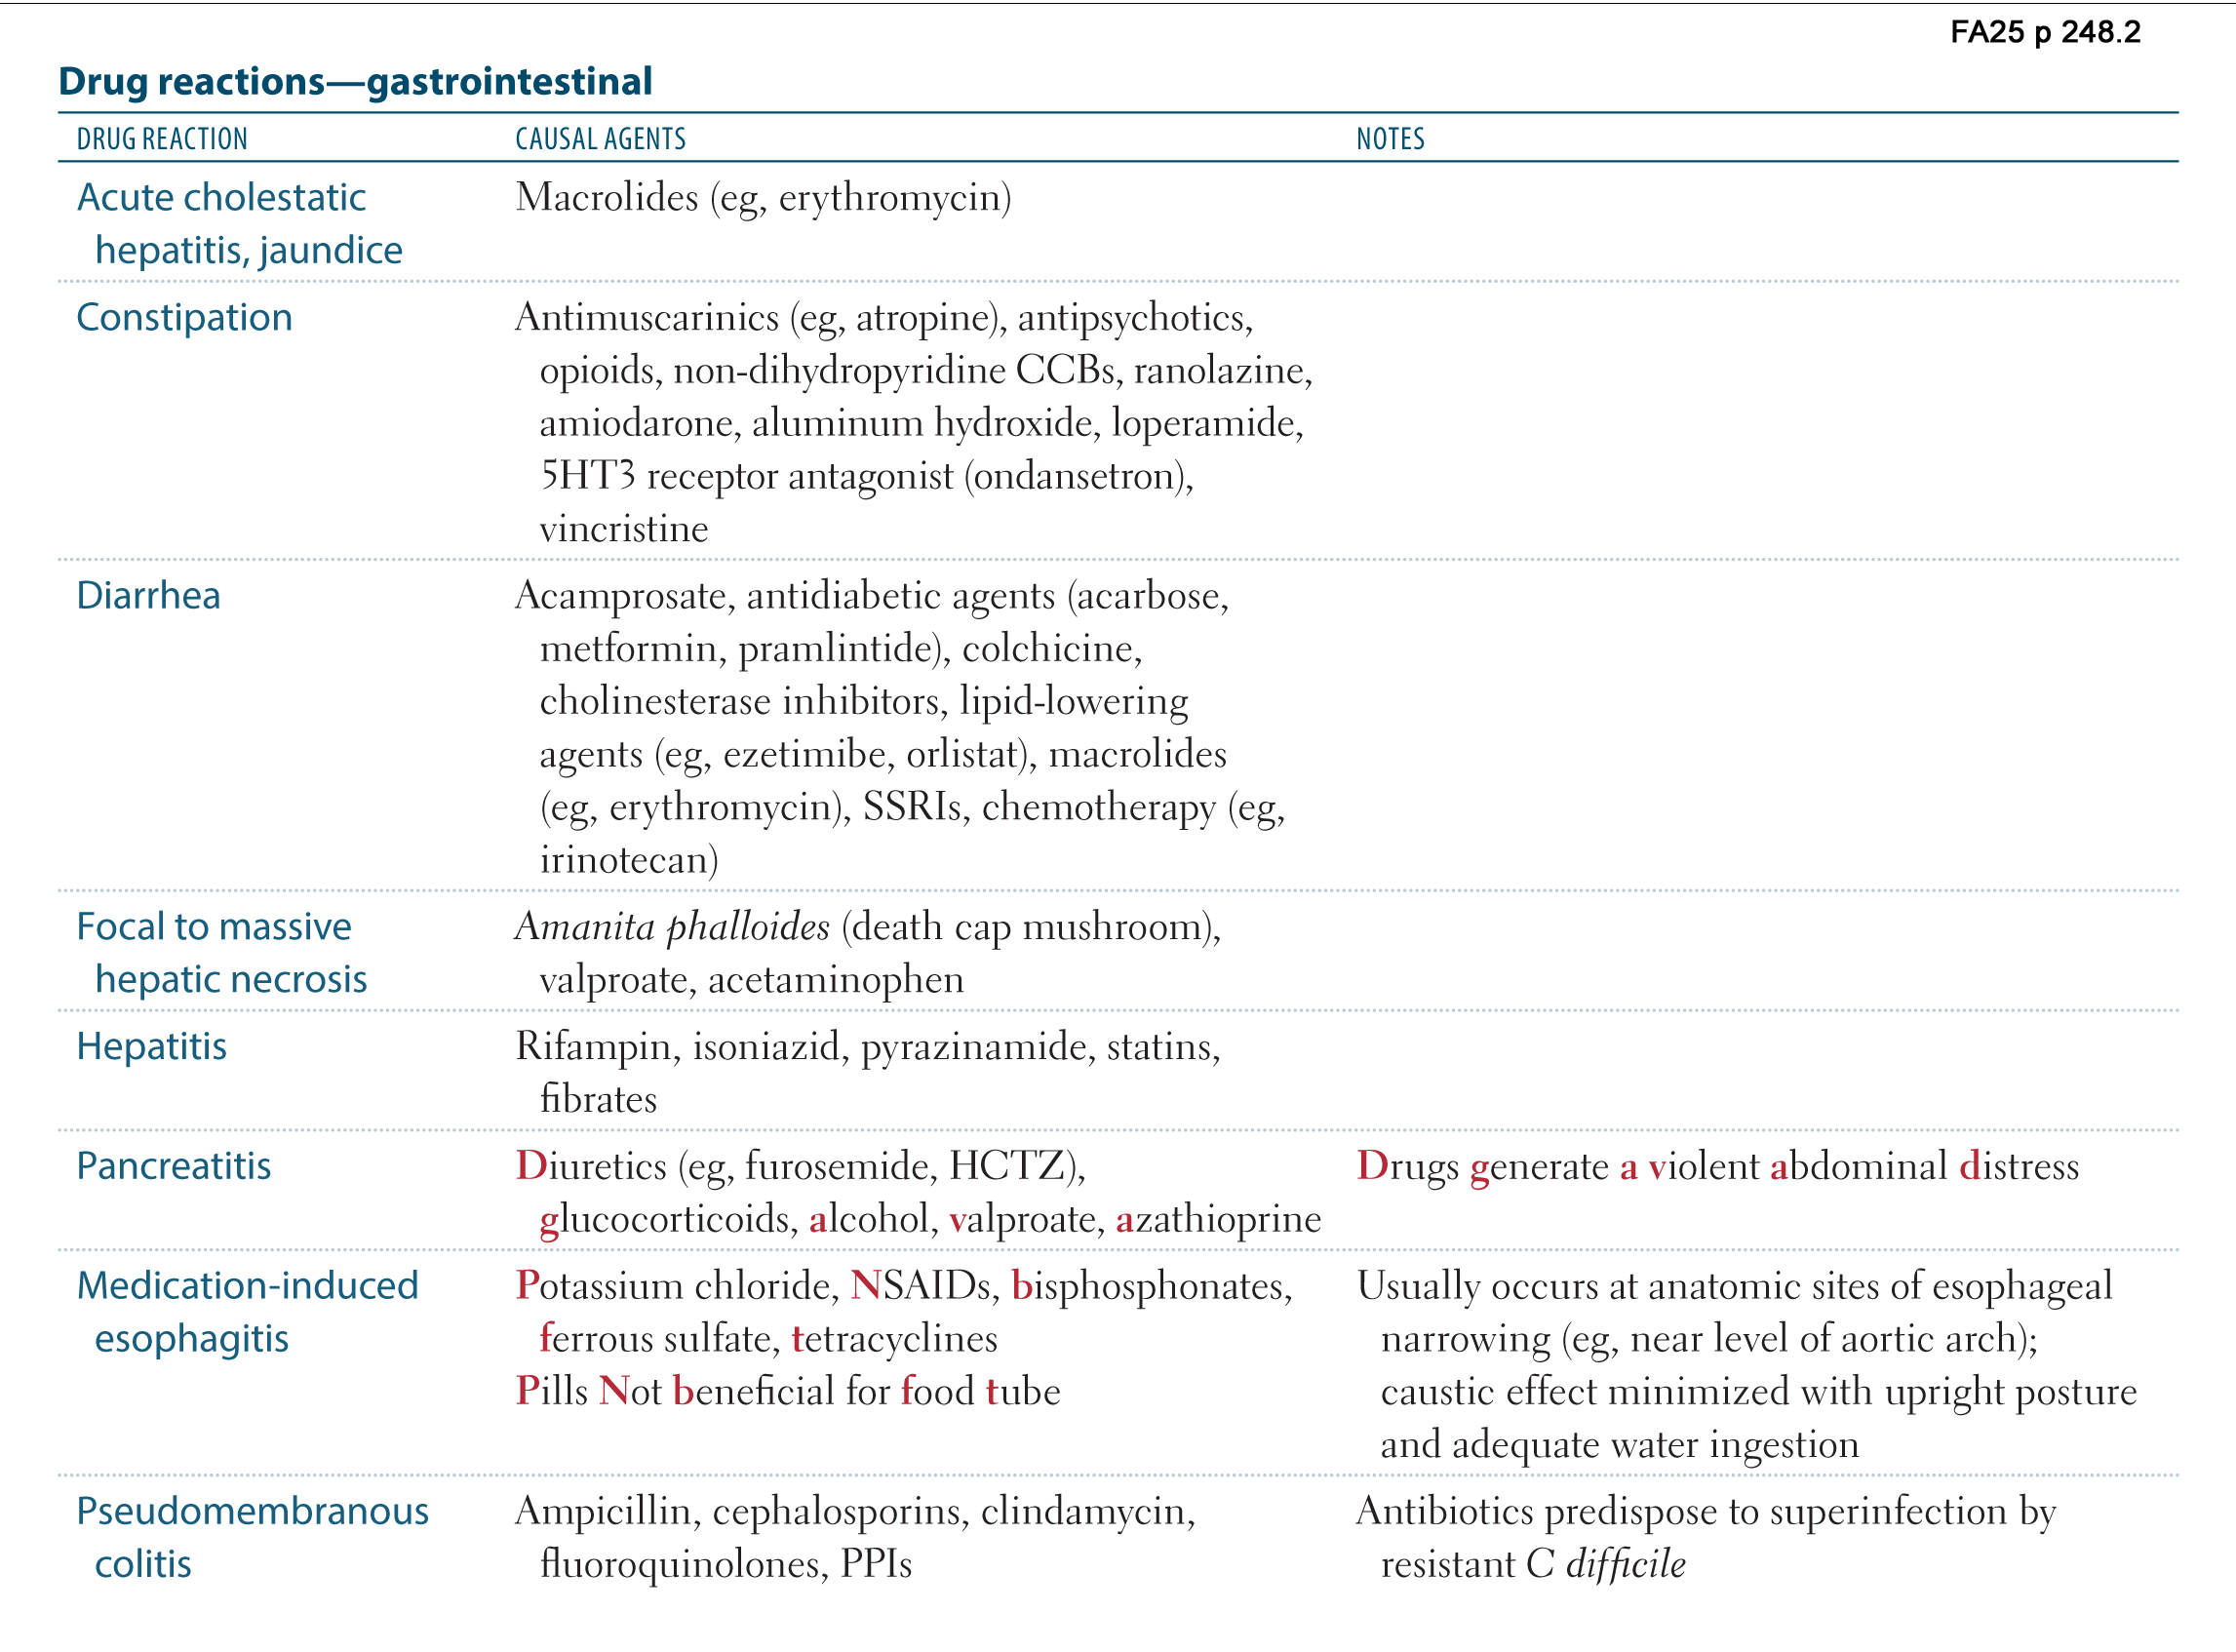 FA25 p 248.2
Drug reactions—gastrointestinal
DRUG REACTION CAUSAL AGENTS NOTES
Acute cholestatic
hepatitis, jaundice
Macrolides (eg, erythromycin)
Constipation
Antimuscarinics (eg, atropine), antipsychotics,
opioids, non-dihydropyridine CCBs, ranolazine,
amiodarone, aluminum hydroxide, loperamide,
5HT3 receptor antagonist (ondansetron),
vincristine
Diarrhea
Acamprosate, antidiabetic agents (acarbose,
metformin, pramlintide), colchicine,
cholinesterase inhibitors, lipid-lowering
agents (eg, ezetimibe, orlistat), macrolides
(eg, erythromycin), SSRIs, chemotherapy (eg,
irinotecan)
Focal to massive
hepatic necrosis
Amanita phalloides (death cap mushroom),
valproate, acetaminophen
Hepatitis
Rifampin, isoniazid, pyrazinamide, statins,
fibrates
Pancreatitis
Diuretics (eg, furosemide, HCTZ),
glucocorticoids, alcohol, valproate, azathioprine
Drugs generate a violent abdominal distress
Medication-induced
esophagitis
Potassium chloride, NSAIDs, bisphosphonates,
ferrous sulfate, tetracyclines
Pills Not beneficial for food tube
Usually occurs at anatomic sites of esophageal
narrowing (eg, near level of aortic arch);
caustic effect minimized with upright posture
and adequate water ingestion
Pseudomembranous
colitis
Ampicillin, cephalosporins, clindamycin,
fluoroquinolones, PPIs
Antibiotics predispose to superinfection by
resistant C difficile